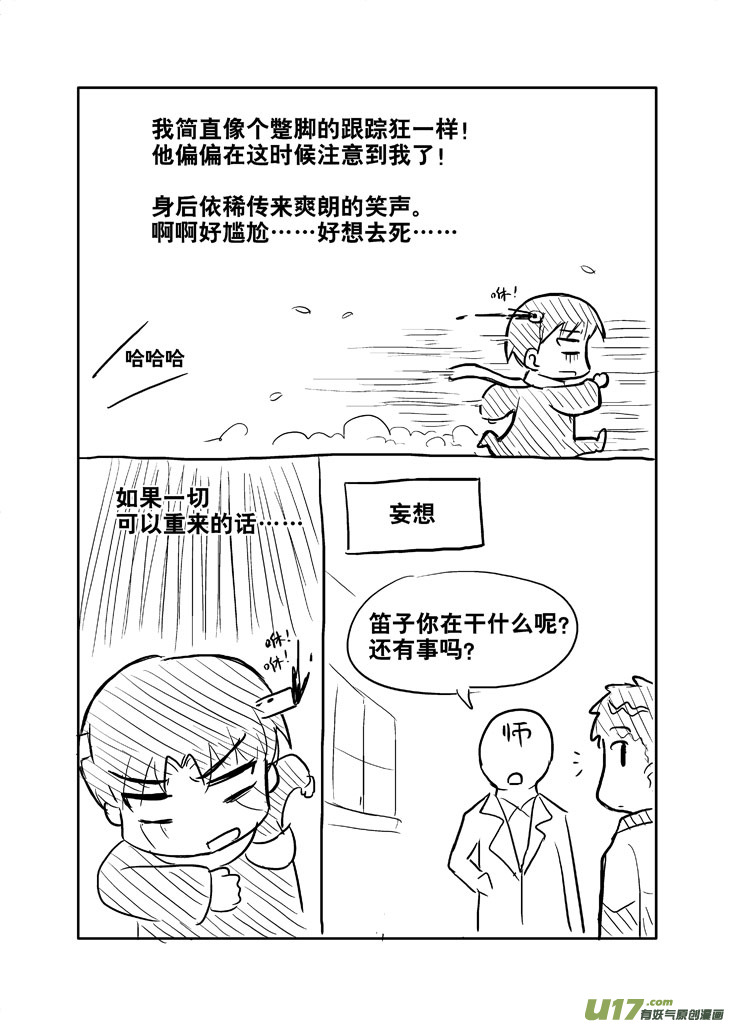 我简直像个蹩脚的跟踪狂一样！
他偏偏在这时候注意到我了！
身后依稀传来爽朗的笑声。
啊啊好尴尬……好想去死……
咻！
哈哈哈
如果一切
可以重来的话……
咻！
咻！
妄想
笛子你在干什么呢？
还有事吗？
师
U17.com
有妖气原创漫画